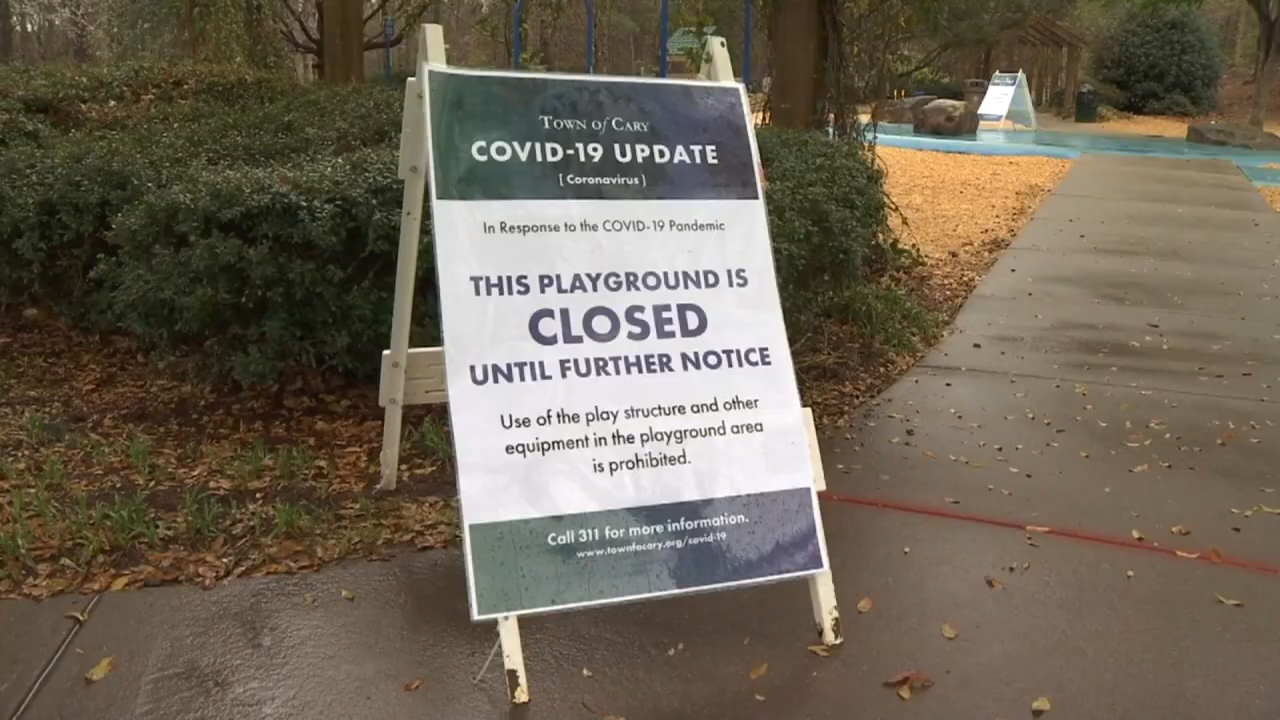 TOWN of CARY
COVID-19 UPDATE
[ Coronavirus ]
In Response to the COVID-19 Pandemic
THIS PLAYGROUND IS
CLOSED
UNTIL FURTHER NOTICE
Use of the play structure and other
equipment in the playground area
is prohibited.
Call 311 for more information.
www.townfocary.org/covid-19